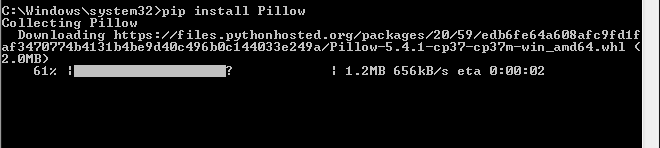 C:\Windows\system32>pip install Pillow
Collecting Pillow
  Downloading https://files.pythonhosted.org/packages/20/59/edb6fe64a608afc9fd1f
af3470774b4131b4be9d40c496b0c144033e249a/Pillow-5.4.1-cp37-cp37m-win_amd64.whl (
2.0MB)
    61% |                    ?             | 1.2MB 656kB/s eta 0:00:02